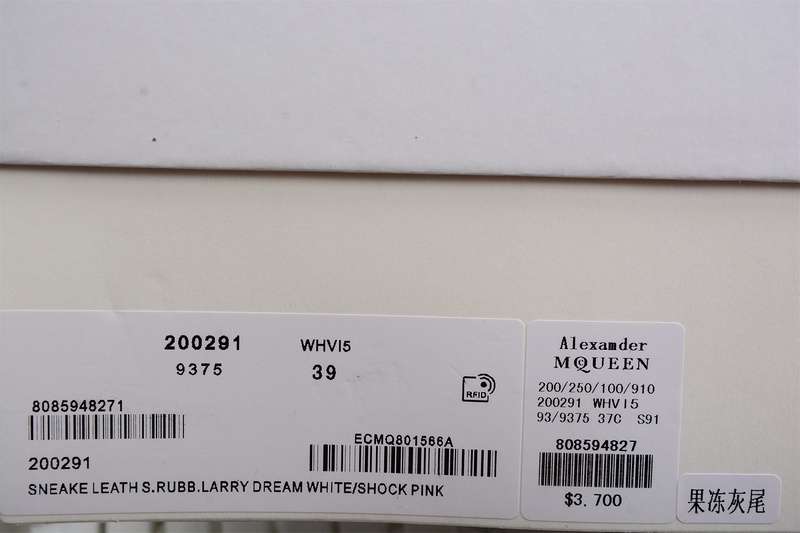 200291 WHVI5
9375 39
RFID
8085948271
ECMQ801566A
200291
SNEAKE LEATH S.RUBB.LARRY DREAM WHITE/SHOCK PINK
Alexamder
MQUEEN
200/250/100/910
200291 WHVI5
93/9375 37C S91
808594827
$3.700
果冻灰尾